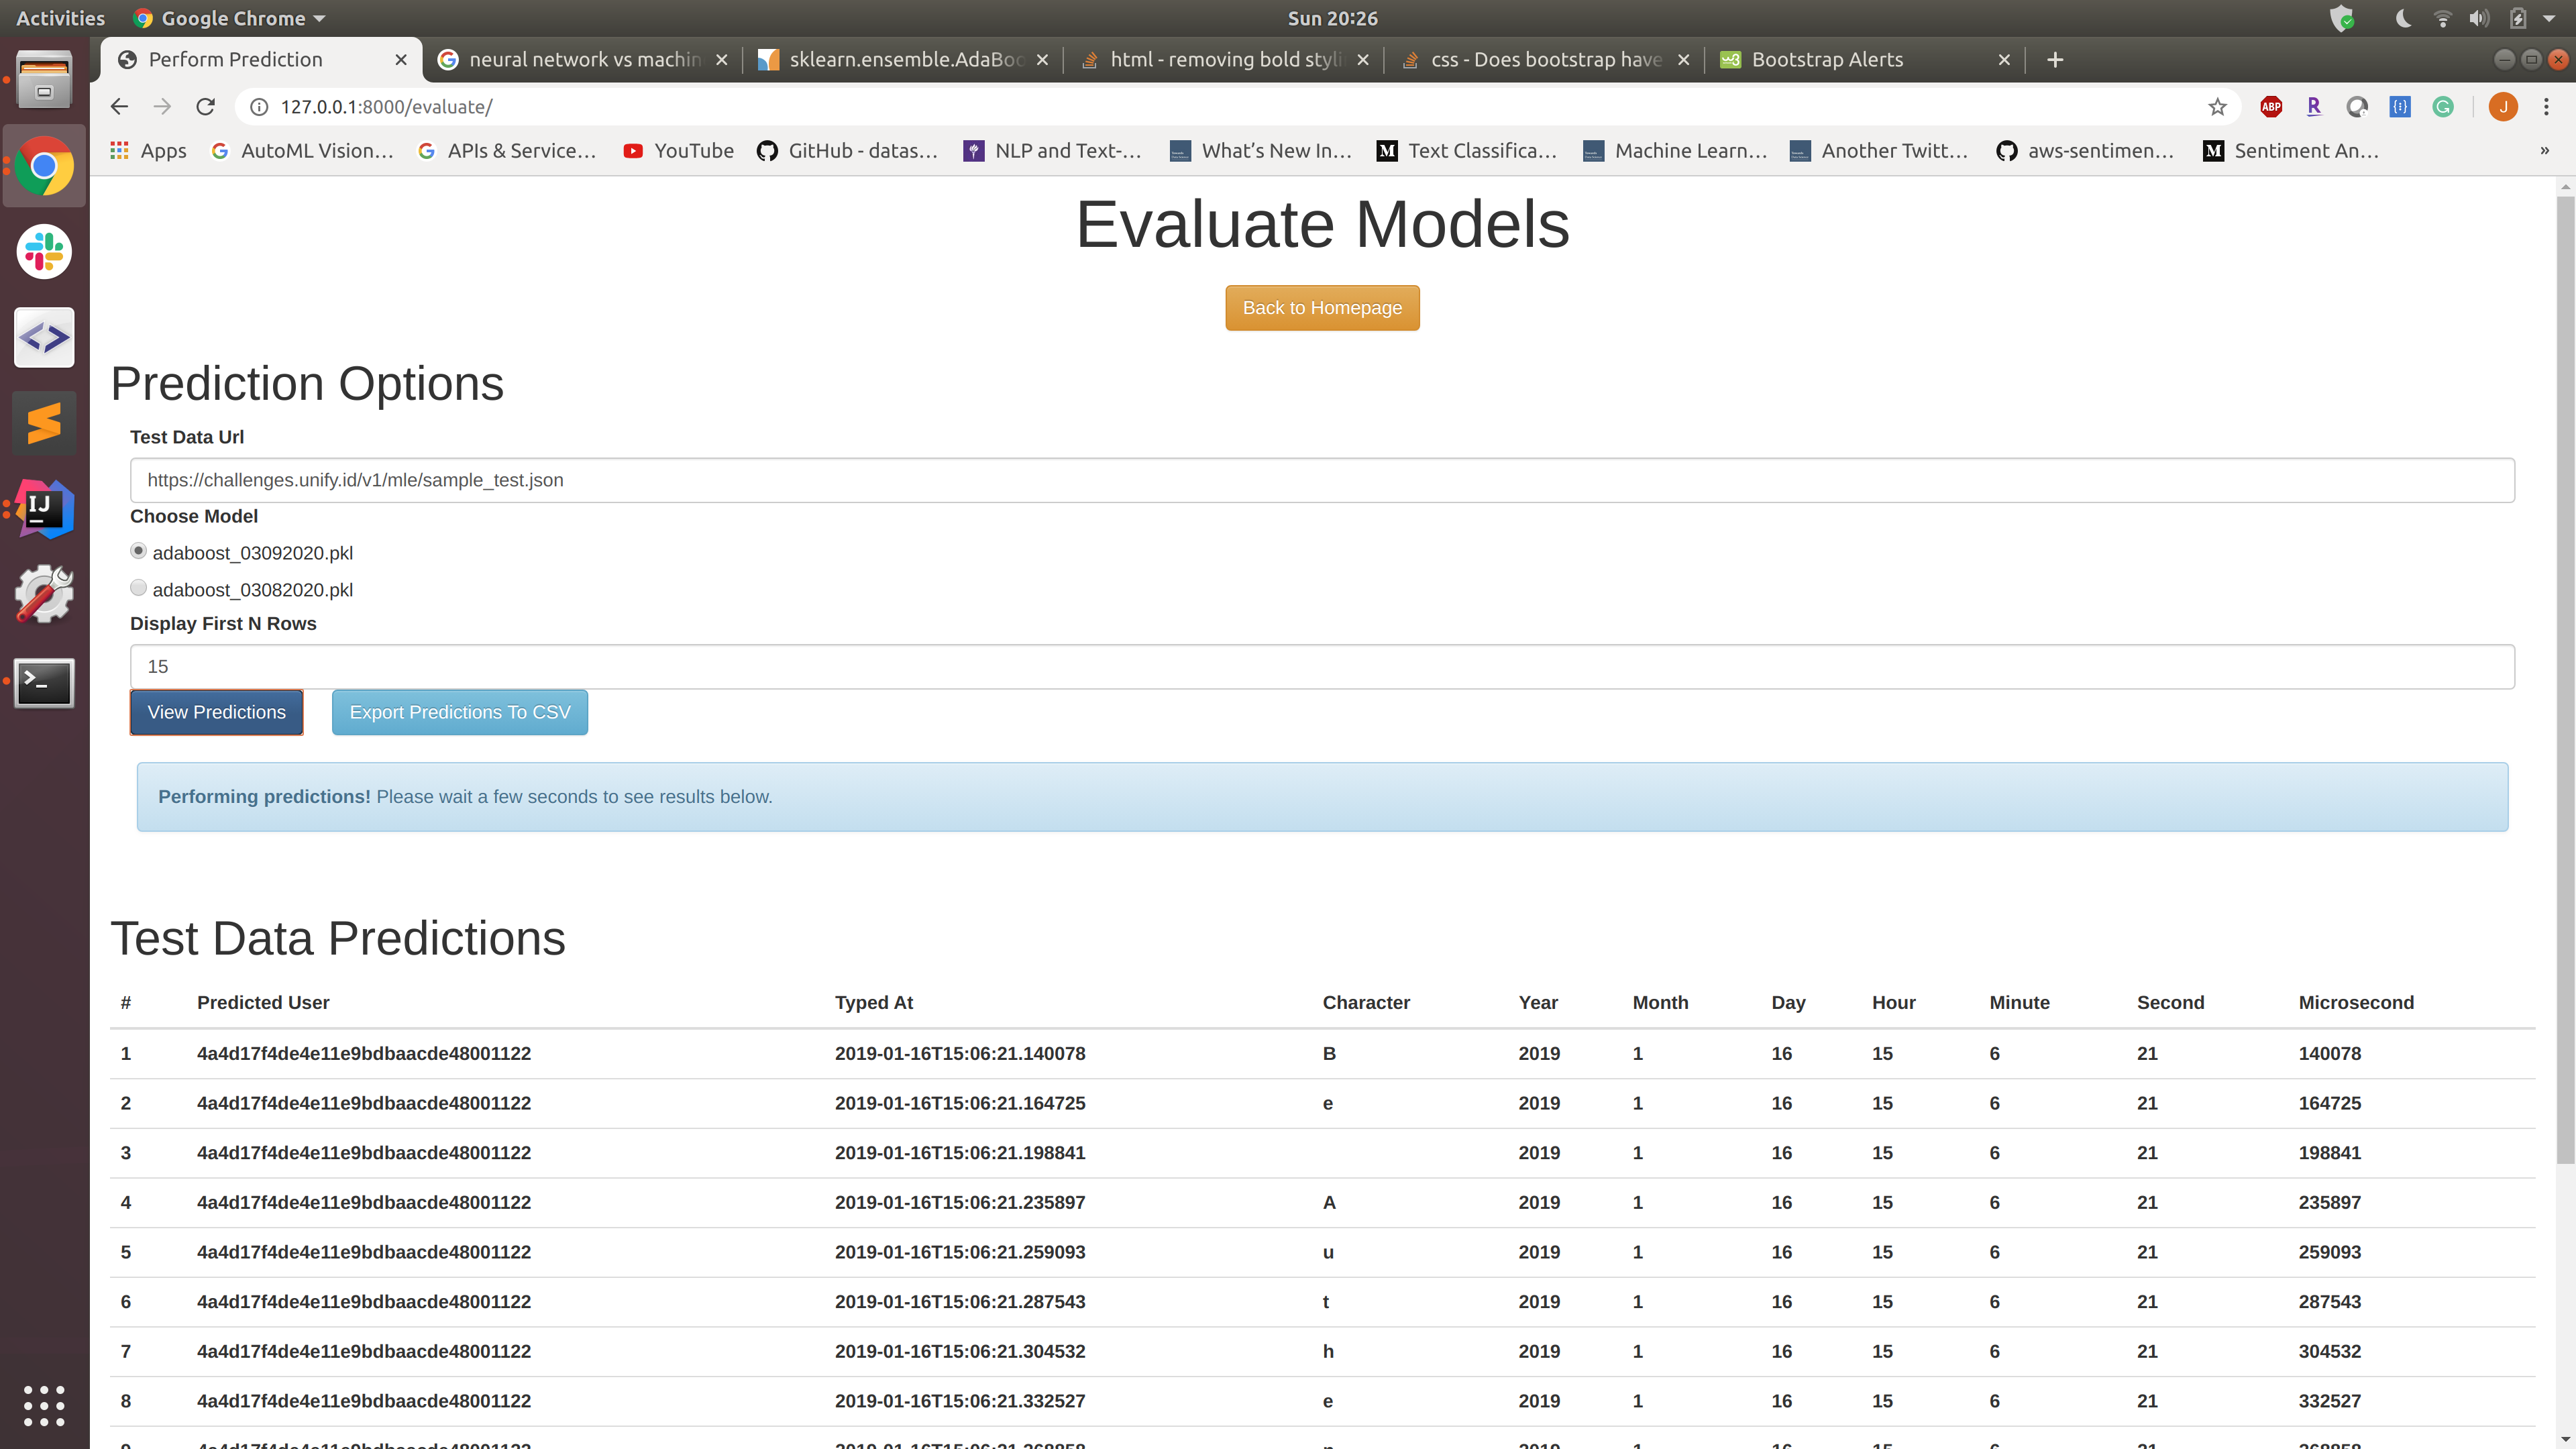 Activities Google Chrome Sun 20:26
Perform Prediction neural network vs machin sklearn.ensemble.AdaBoo html - removing bold styli css - Does bootstrap have Bootstrap Alerts
127.0.0.1:8000/evaluate/ ABP R J
Apps AutoML Vision… APIs & Service… YouTube GitHub - datas… NLP and Text-… What's New In… Text Classifica… Machine Learn… Another Twitt… aws-sentimen… Sentiment An… »
Evaluate Models
Back to Homepage
Prediction Options
Test Data Url
https://challenges.unify.id/v1/mle/sample_test.json
Choose Model
adaboost_03092020.pkl
adaboost_03082020.pkl
Display First N Rows
15
View Predictions Export Predictions To CSV
Performing predictions! Please wait a few seconds to see results below.
Test Data Predictions
# Predicted User Typed At Character Year Month Day Hour Minute Second Microsecond
1 4a4d17f4de4e11e9bdbaacde48001122 2019-01-16T15:06:21.140078 B 2019 1 16 15 6 21 140078
2 4a4d17f4de4e11e9bdbaacde48001122 2019-01-16T15:06:21.164725 e 2019 1 16 15 6 21 164725
3 4a4d17f4de4e11e9bdbaacde48001122 2019-01-16T15:06:21.198841 2019 1 16 15 6 21 198841
4 4a4d17f4de4e11e9bdbaacde48001122 2019-01-16T15:06:21.235897 A 2019 1 16 15 6 21 235897
5 4a4d17f4de4e11e9bdbaacde48001122 2019-01-16T15:06:21.259093 u 2019 1 16 15 6 21 259093
6 4a4d17f4de4e11e9bdbaacde48001122 2019-01-16T15:06:21.287543 t 2019 1 16 15 6 21 287543
7 4a4d17f4de4e11e9bdbaacde48001122 2019-01-16T15:06:21.304532 h 2019 1 16 15 6 21 304532
8 4a4d17f4de4e11e9bdbaacde48001122 2019-01-16T15:06:21.332527 e 2019 1 16 15 6 21 332527